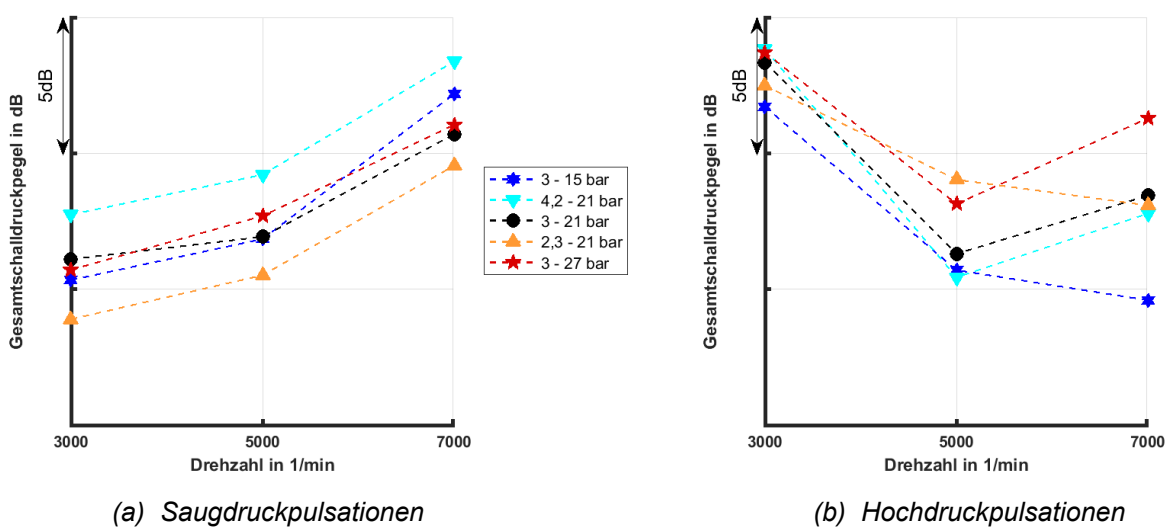 5dB
Gesamtschalldruckpegel in dB
3000
5000
7000
Drehzahl in 1/min
(a) Saugdruckpulsationen
3 - 15 bar
4,2 - 21 bar
3 - 21 bar
2,3 - 21 bar
3 - 27 bar
5dB
Gesamtschalldruckpegel in dB
3000
5000
7000
Drehzahl in 1/min
(b) Hochdruckpulsationen